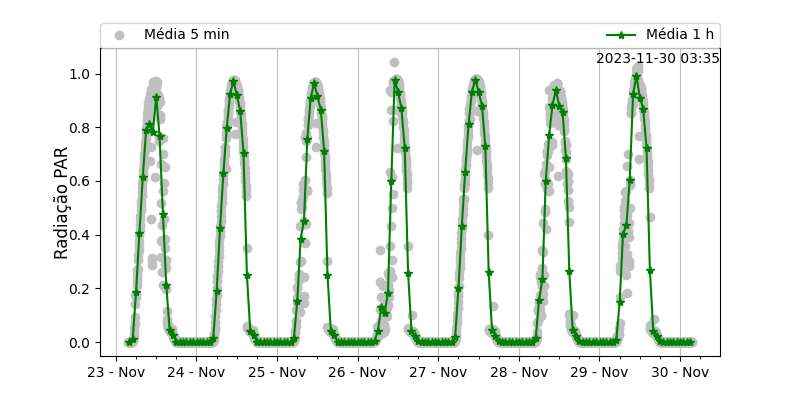 Média 5 min
Média 1 h
2023-11-30 03:35
Radiação PAR
1.0
0.8
0.6
0.4
0.2
0.0
23 - Nov
24 - Nov
25 - Nov
26 - Nov
27 - Nov
28 - Nov
29 - Nov
30 - Nov